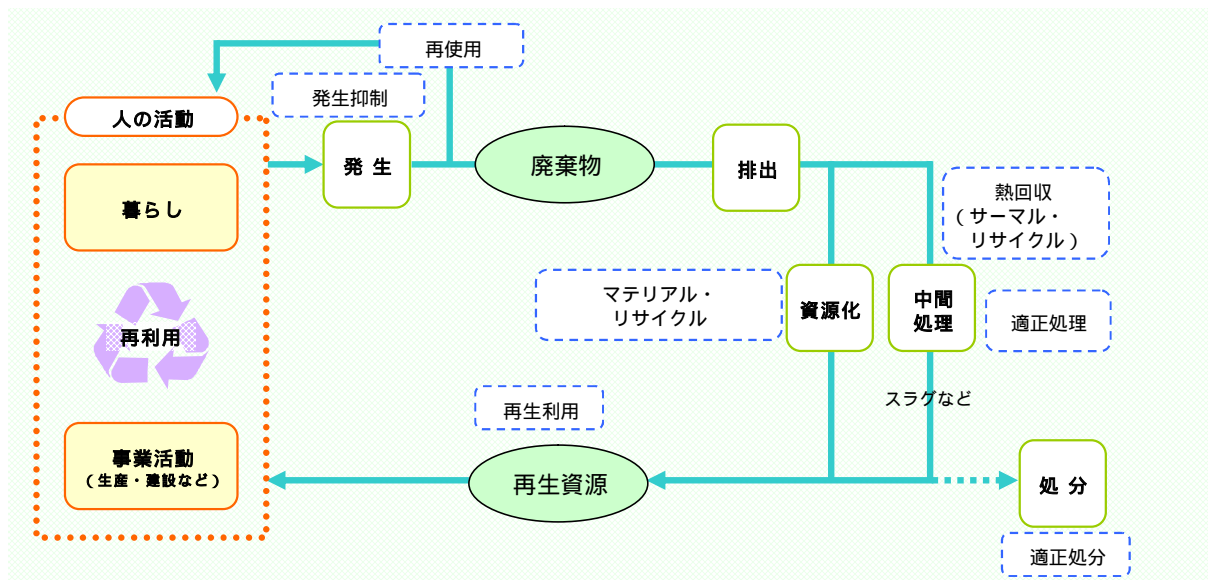 再使用
発生抑制
人の活動
発 生
廃棄物
排出
暮らし
熱回収
（サーマル・
リサイクル）
マテリアル・
リサイクル
資源化
中間
処理
適正処理
再利用
スラグなど
再生利用
事業活動
（生産・建設など）
再生資源
処 分
適正処分